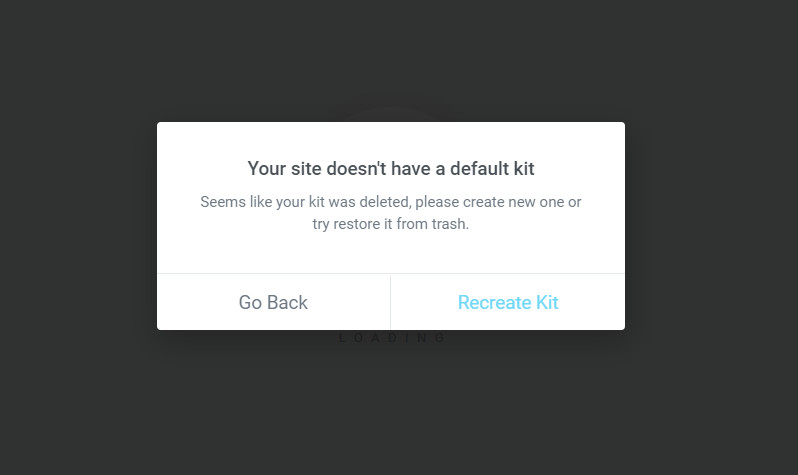 Your site doesn't have a default kit
Seems like your kit was deleted, please create new one or
try restore it from trash.
Go Back
Recreate Kit
LOADING